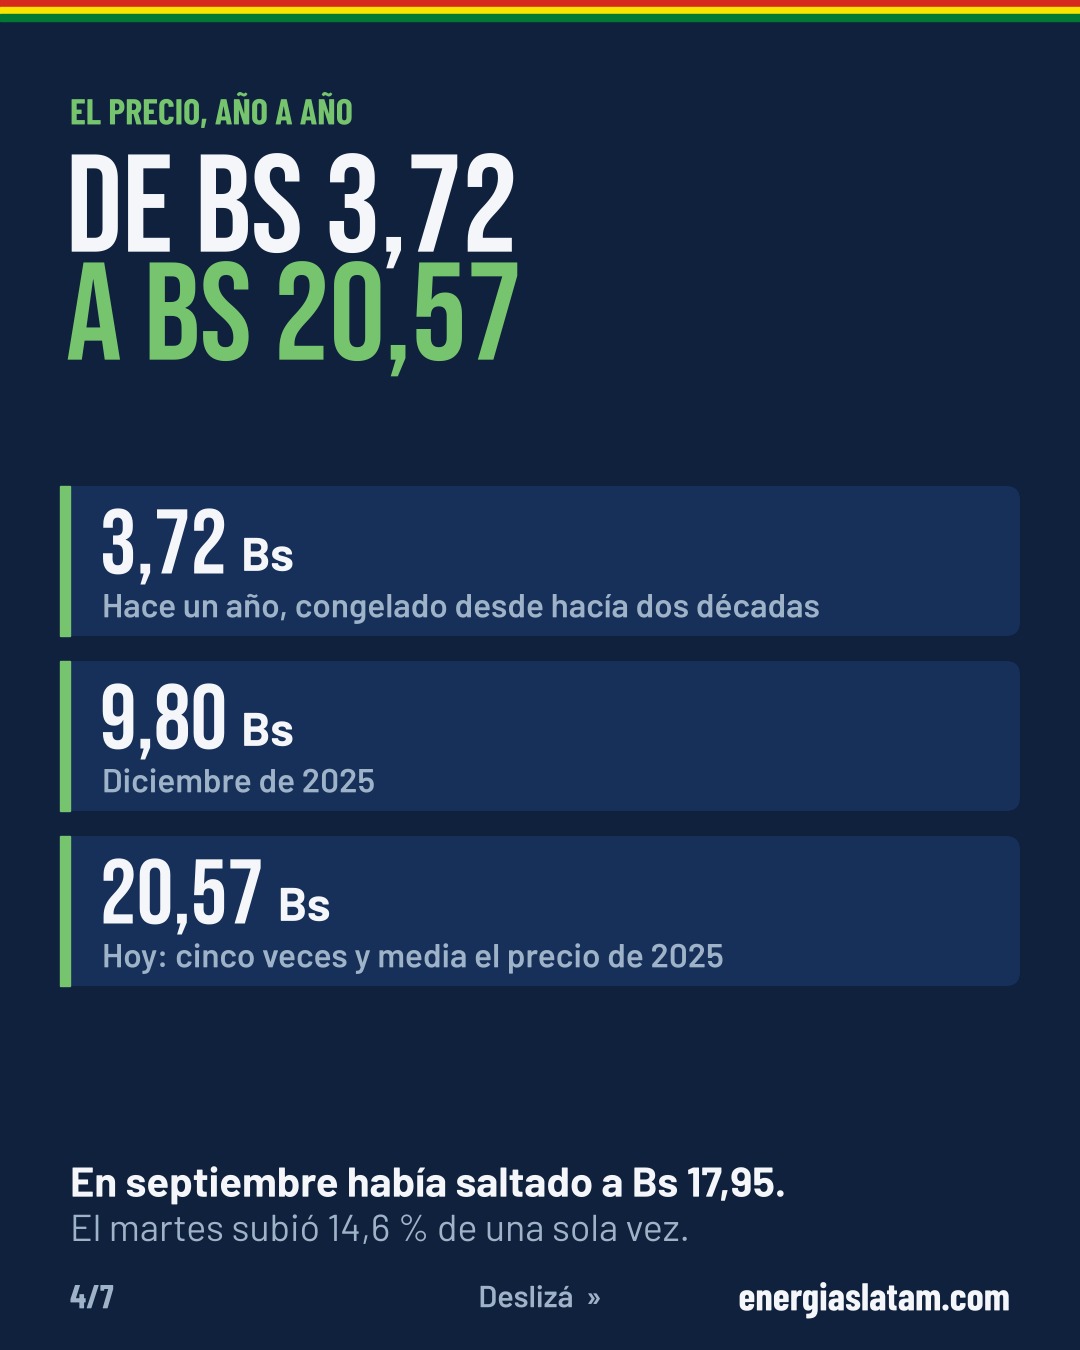 EL PRECIO, AÑO A AÑO
DE BS 3,72
A BS 20,57
3,72 Bs
Hace un año, congelado desde hacía dos décadas
9,80 Bs
Diciembre de 2025
20,57 Bs
Hoy: cinco veces y media el precio de 2025
En septiembre había saltado a Bs 17,95.
El martes subió 14,6 % de una sola vez.
4/7 Deslizá » energiaslatam.com